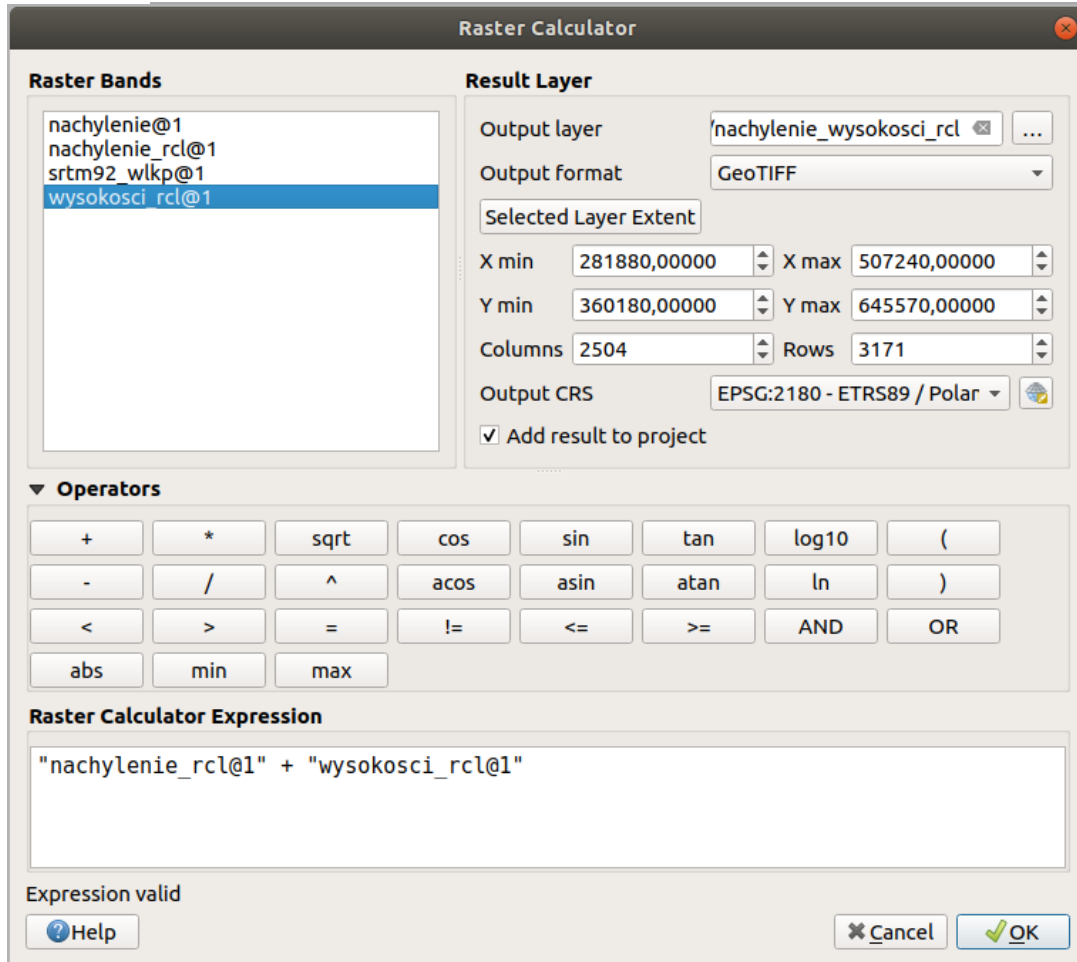 Raster Calculator
Raster Bands
nachylenie@1
nachylenie_rcl@1
srtm92_wlkp@1
wysokosci_rcl@1
Result Layer
Output layer /nachylenie_wysokosci_rcl ...
Output format GeoTIFF
Selected Layer Extent
X min 281880,00000 X max 507240,00000
Y min 360180,00000 Y max 645570,00000
Columns 2504 Rows 3171
Output CRS EPSG:2180 - ETRS89 / Polar
Add result to project
Operators
+ * sqrt cos sin tan log10 (
- / ^ acos asin atan ln )
< > = != <= >= AND OR
abs min max
Raster Calculator Expression
"nachylenie_rcl@1" + "wysokosci_rcl@1"
Expression valid
Help Cancel OK